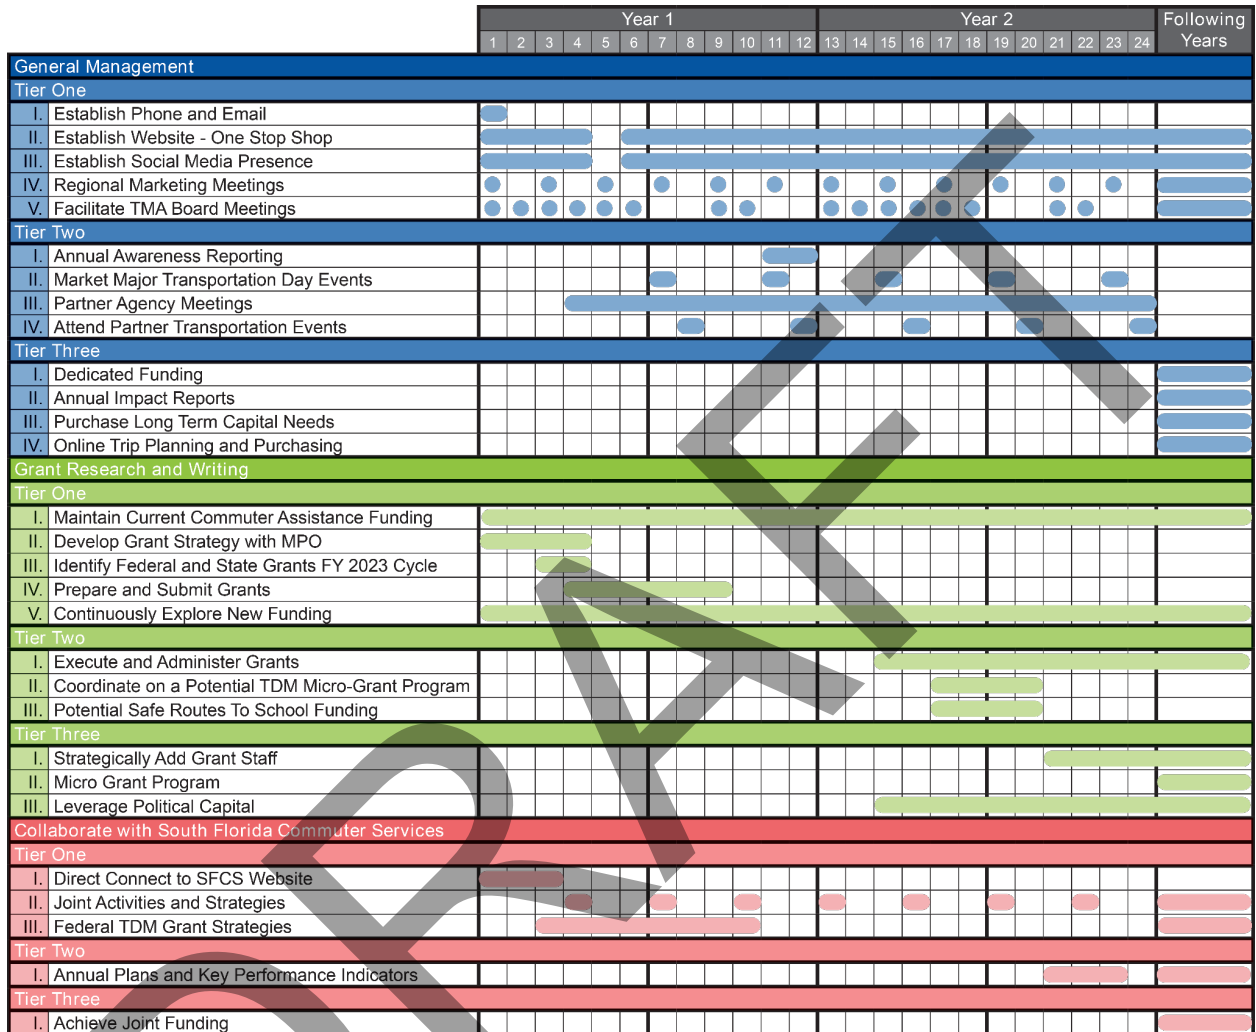 Year 1 Year 2 Following
1 2 3 4 5 6 7 8 9 10 11 12 13 14 15 16 17 18 19 20 21 22 23 24 Years
General Management
Tier One
I. Establish Phone and Email
II. Establish Website - One Stop Shop
III. Establish Social Media Presence
IV. Regional Marketing Meetings
V. Facilitate TMA Board Meetings
Tier Two
I. Annual Awareness Reporting
II. Market Major Transportation Day Events
III. Partner Agency Meetings
IV. Attend Partner Transportation Events
Tier Three
I. Dedicated Funding
II. Annual Impact Reports
III. Purchase Long Term Capital Needs
IV. Online Trip Planning and Purchasing
Grant Research and Writing
Tier One
I. Maintain Current Commuter Assistance Funding
II. Develop Grant Strategy with MPO
III. Identify Federal and State Grants FY 2023 Cycle
IV. Prepare and Submit Grants
V. Continuously Explore New Funding
Tier Two
I. Execute and Administer Grants
II. Coordinate on a Potential TDM Micro-Grant Program
III. Potential Safe Routes To School Funding
Tier Three
I. Strategically Add Grant Staff
II. Micro Grant Program
III. Leverage Political Capital
Collaborate with South Florida Commuter Services
Tier One
I. Direct Connect to SFCS Website
II. Joint Activities and Strategies
III. Federal TDM Grant Strategies
Tier Two
I. Annual Plans and Key Performance Indicators
Tier Three
I. Achieve Joint Funding
DRAFT